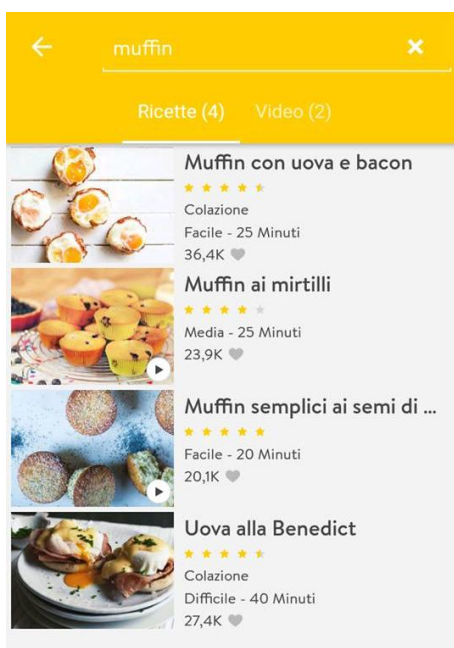 muffin
Ricette (4) Video (2)
Muffin con uova e bacon
Colazione
Facile - 25 Minuti
36,4K
Muffin ai mirtilli
Media - 25 Minuti
23,9K
Muffin semplici ai semi di ...
Facile - 20 Minuti
20,1K
Uova alla Benedict
Colazione
Difficile - 40 Minuti
27,4K